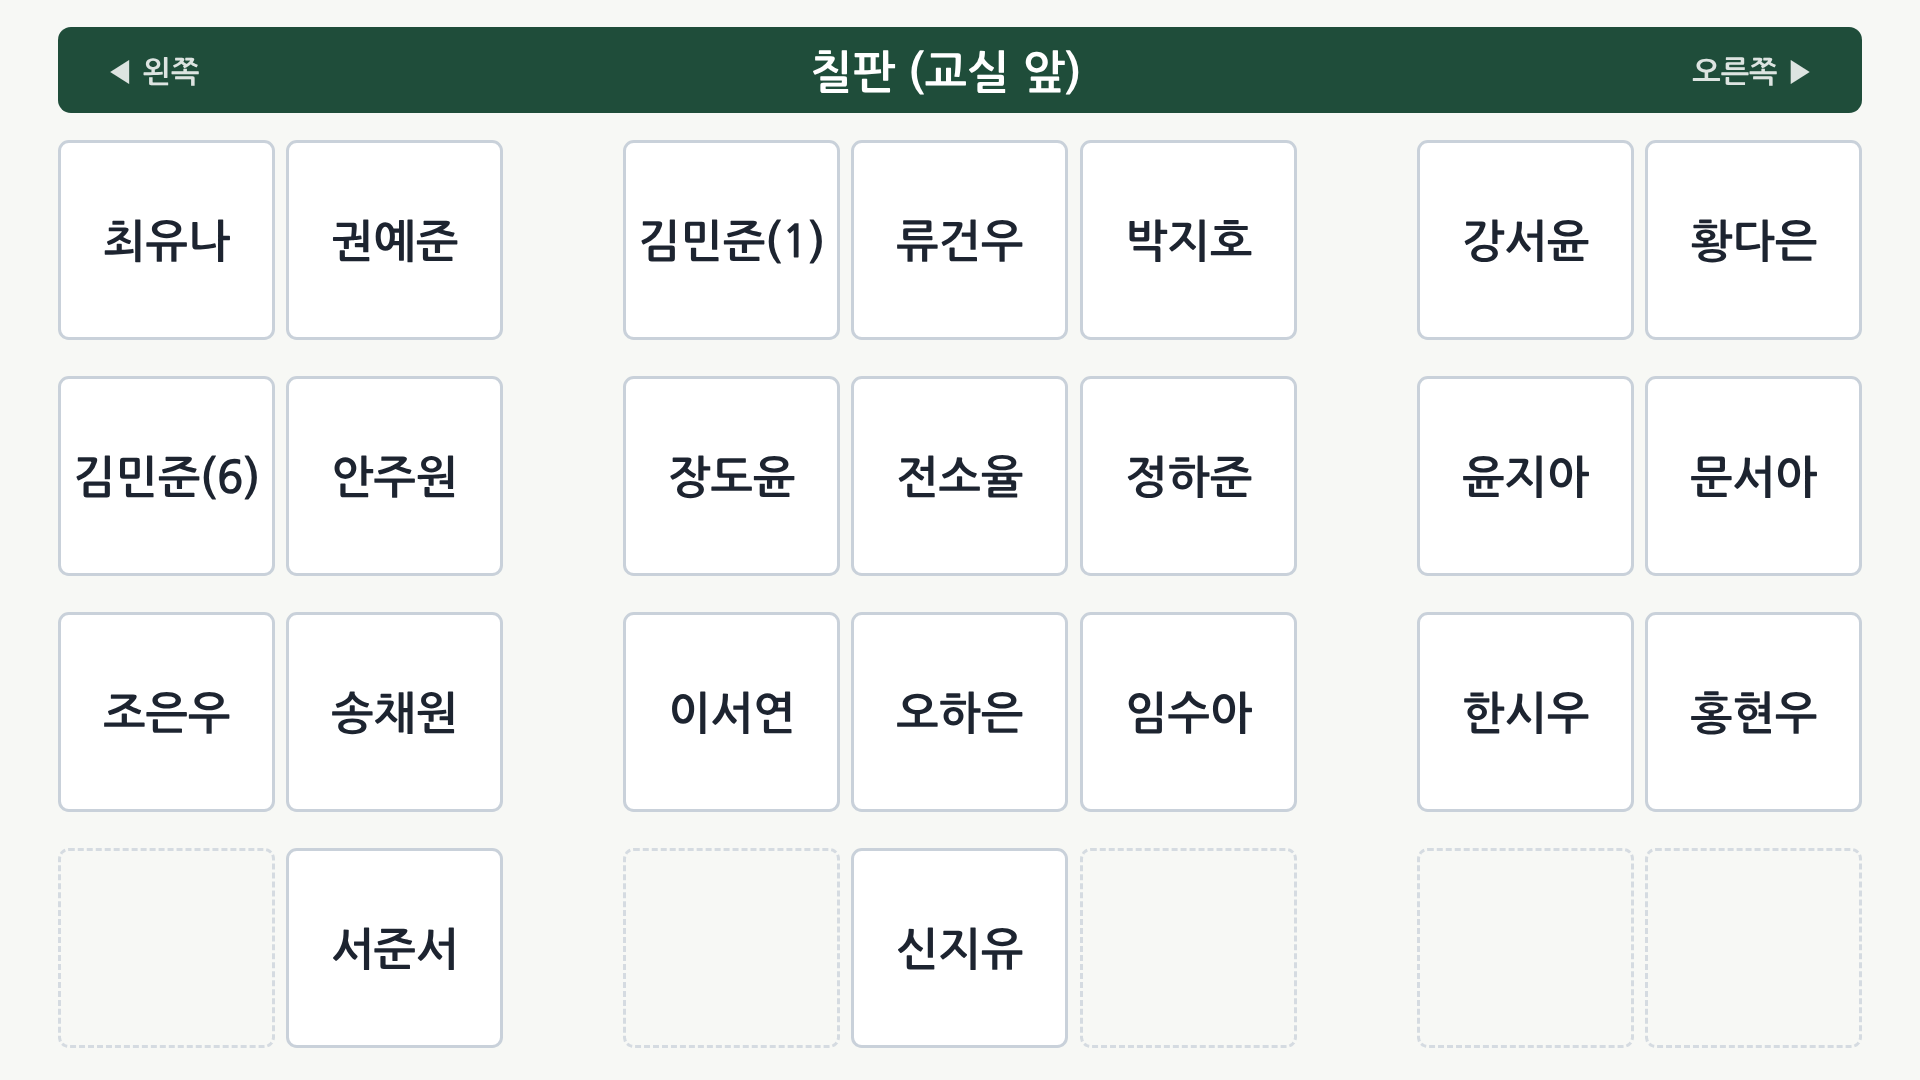 ◀ 왼쪽 칠판 (교실 앞) 오른쪽 ▶
최유나 권예준 김민준(1) 류건우 박지호 강서윤 황다은
김민준(6) 안주원 장도윤 전소율 정하준 윤지아 문서아
조은우 송채원 이서연 오하은 임수아 한시우 홍현우
서준서 신지유